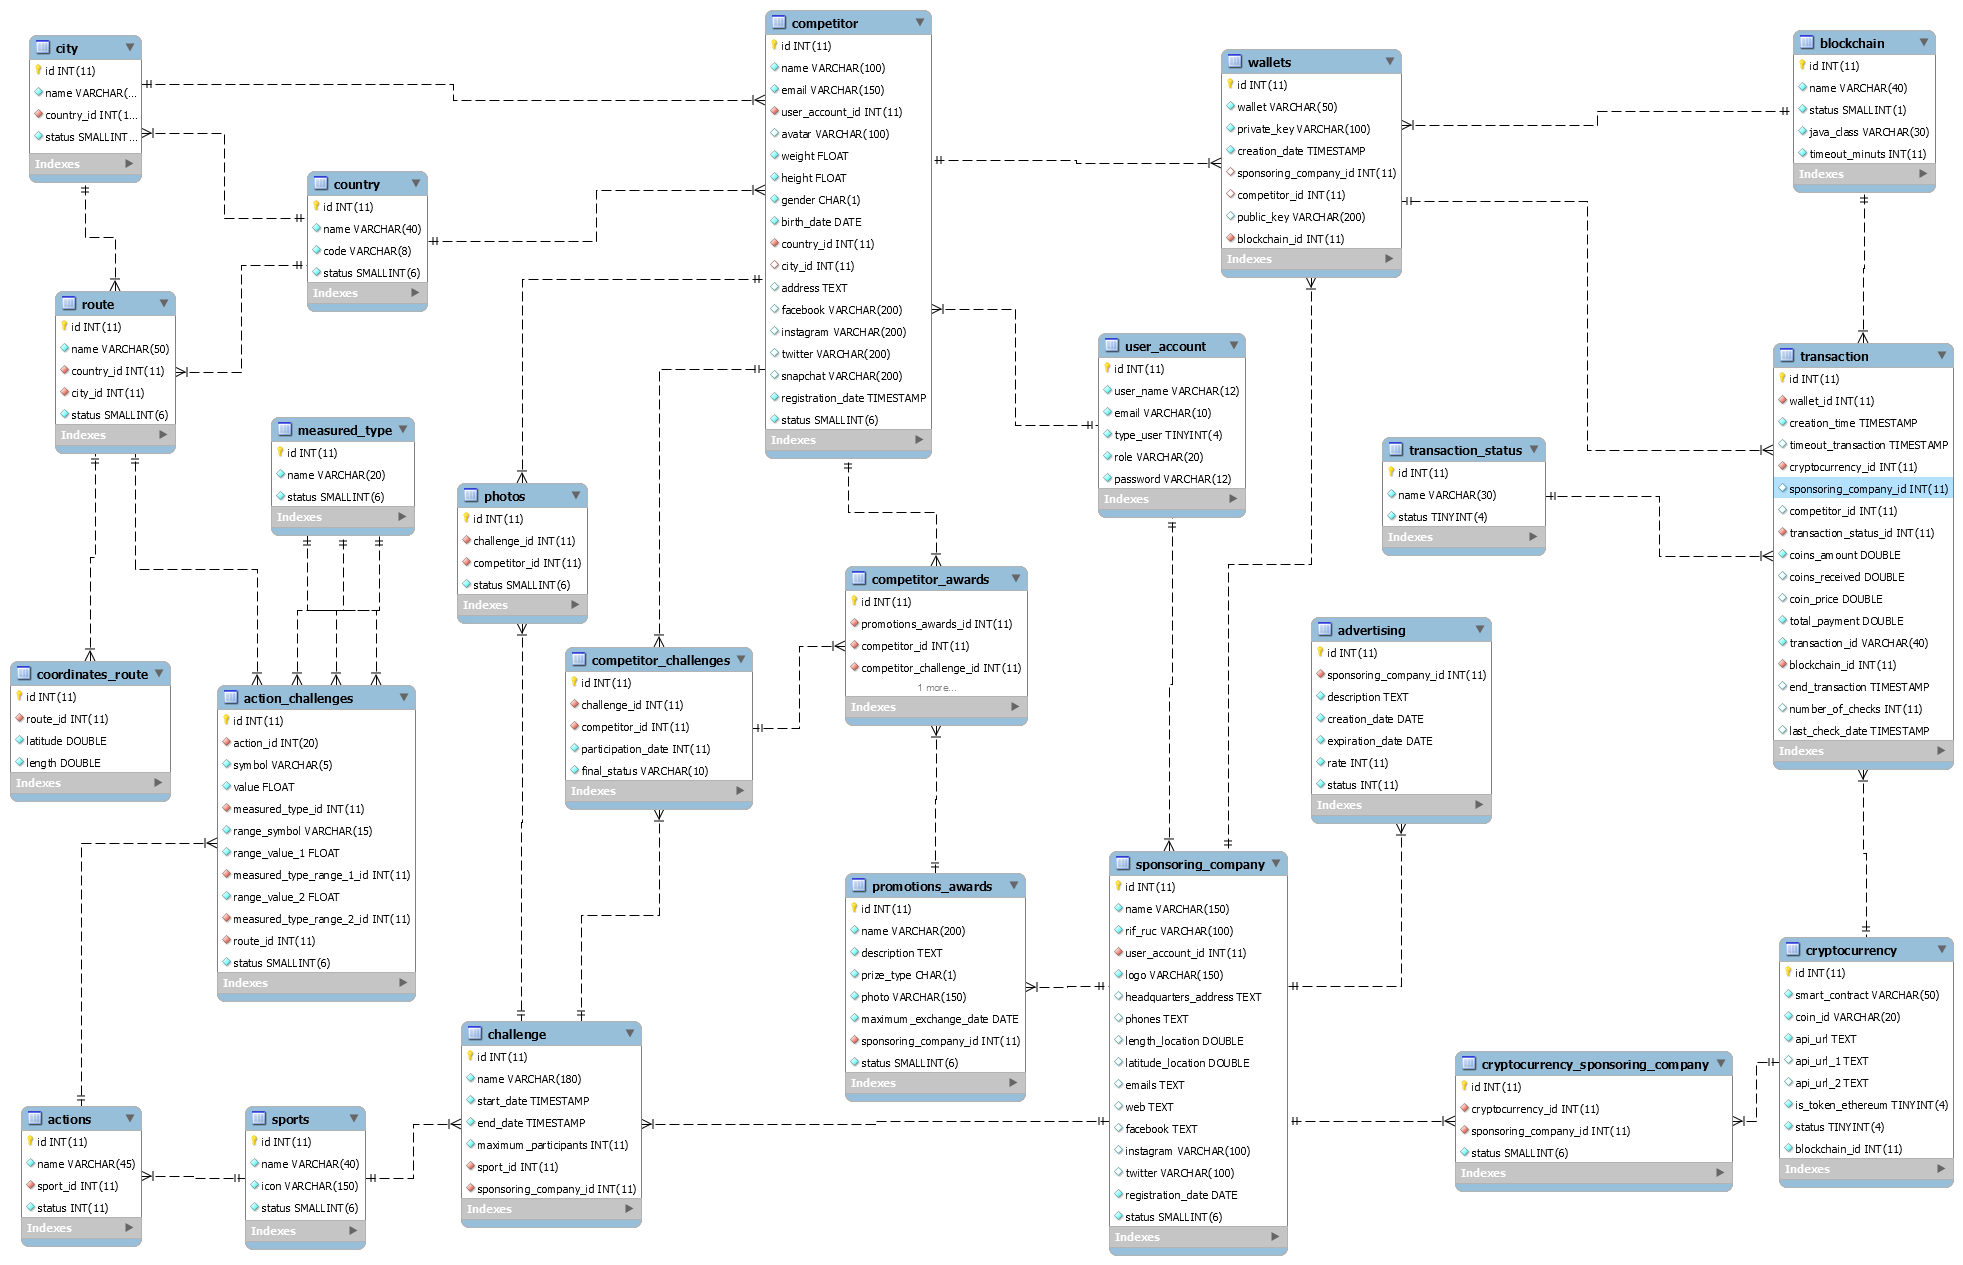 city
id INT(11)
name VARCHAR(...
country_id INT(1...
status SMALLINT...
Indexes
country
id INT(11)
name VARCHAR(40)
code VARCHAR(8)
status SMALLINT(6)
Indexes
route
id INT(11)
name VARCHAR(50)
country_id INT(11)
city_id INT(11)
status SMALLINT(6)
Indexes
measured_type
id INT(11)
name VARCHAR(20)
status SMALLINT(6)
Indexes
coordinates_route
id INT(11)
route_id INT(11)
latitude DOUBLE
length DOUBLE
Indexes
action_challenges
id INT(11)
action_id INT(20)
symbol VARCHAR(5)
value FLOAT
measured_type_id INT(11)
range_symbol VARCHAR(15)
range_value_1 FLOAT
measured_type_range_1_id INT(11)
range_value_2 FLOAT
measured_type_range_2_id INT(11)
route_id INT(11)
status SMALLINT(6)
Indexes
actions
id INT(11)
name VARCHAR(45)
sport_id INT(11)
status INT(11)
Indexes
sports
id INT(11)
name VARCHAR(40)
icon VARCHAR(150)
status SMALLINT(6)
Indexes
competitor
id INT(11)
name VARCHAR(100)
email VARCHAR(150)
user_account_id INT(11)
avatar VARCHAR(100)
weight FLOAT
height FLOAT
gender CHAR(1)
birth_date DATE
country_id INT(11)
city_id INT(11)
address TEXT
facebook VARCHAR(200)
instagram VARCHAR(200)
twitter VARCHAR(200)
snapchat VARCHAR(200)
registration_date TIMESTAMP
status SMALLINT(6)
Indexes
photos
id INT(11)
challenge_id INT(11)
competitor_id INT(11)
status SMALLINT(6)
Indexes
competitor_challenges
id INT(11)
challenge_id INT(11)
competitor_id INT(11)
participation_date INT(11)
final_status VARCHAR(10)
Indexes
competitor_awards
id INT(11)
promotions_awards_id INT(11)
competitor_id INT(11)
competitor_challenge_id INT(11)
1 more...
Indexes
promotions_awards
id INT(11)
name VARCHAR(200)
description TEXT
prize_type CHAR(1)
photo VARCHAR(150)
maximum_exchange_date DATE
sponsoring_company_id INT(11)
status SMALLINT(6)
Indexes
challenge
id INT(11)
name VARCHAR(180)
start_date TIMESTAMP
end_date TIMESTAMP
maximum_participants INT(11)
sport_id INT(11)
sponsoring_company_id INT(11)
Indexes
wallets
id INT(11)
wallet VARCHAR(50)
private_key VARCHAR(100)
creation_date TIMESTAMP
sponsoring_company_id INT(11)
competitor_id INT(11)
public_key VARCHAR(200)
blockchain_id INT(11)
Indexes
user_account
id INT(11)
user_name VARCHAR(12)
email VARCHAR(10)
type_user TINYINT(4)
role VARCHAR(20)
password VARCHAR(12)
Indexes
sponsoring_company
id INT(11)
name VARCHAR(150)
rif_ruc VARCHAR(100)
user_account_id INT(11)
logo VARCHAR(150)
headquarters_address TEXT
phones TEXT
length_location DOUBLE
latitude_location DOUBLE
emails TEXT
web TEXT
facebook TEXT
instagram VARCHAR(100)
twitter VARCHAR(100)
registration_date DATE
status SMALLINT(6)
Indexes
advertising
id INT(11)
sponsoring_company_id INT(11)
description TEXT
creation_date DATE
expiration_date DATE
rate INT(11)
status INT(11)
Indexes
transaction_status
id INT(11)
name VARCHAR(30)
status TINYINT(4)
Indexes
blockchain
id INT(11)
name VARCHAR(40)
status SMALLINT(1)
java_class VARCHAR(30)
timeout_minuts INT(11)
Indexes
transaction
id INT(11)
wallet_id INT(11)
creation_time TIMESTAMP
timeout_transaction TIMESTAMP
cryptocurrency_id INT(11)
sponsoring_company_id INT(11)
competitor_id INT(11)
transaction_status_id INT(11)
coins_amount DOUBLE
coins_received DOUBLE
coin_price DOUBLE
total_payment DOUBLE
transaction_id VARCHAR(40)
blockchain_id INT(11)
end_transaction TIMESTAMP
number_of_checks INT(11)
last_check_date TIMESTAMP
Indexes
cryptocurrency
id INT(11)
smart_contract VARCHAR(50)
coin_id VARCHAR(20)
api_url TEXT
api_url_1 TEXT
api_url_2 TEXT
is_token_ethereum TINYINT(4)
status TINYINT(4)
blockchain_id INT(11)
Indexes
cryptocurrency_sponsoring_company
id INT(11)
cryptocurrency_id INT(11)
sponsoring_company_id INT(11)
status SMALLINT(6)
Indexes